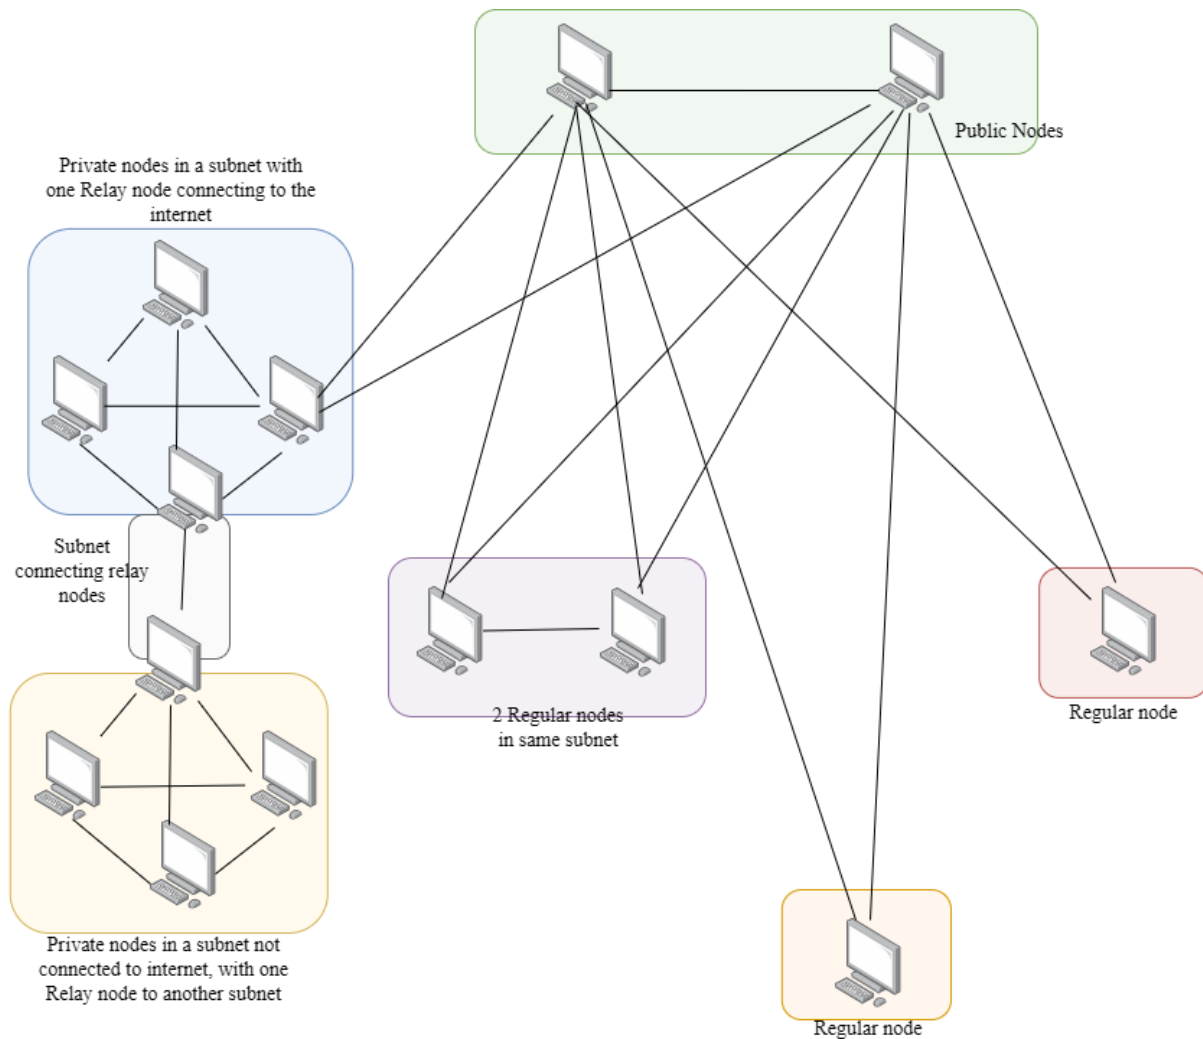 Public Nodes
Private nodes in a subnet with
one Relay node connecting to the
internet
Subnet
connecting relay
nodes
2 Regular nodes
in same subnet
Regular node
Private nodes in a subnet not
connected to internet, with one
Relay node to another subnet
Regular node